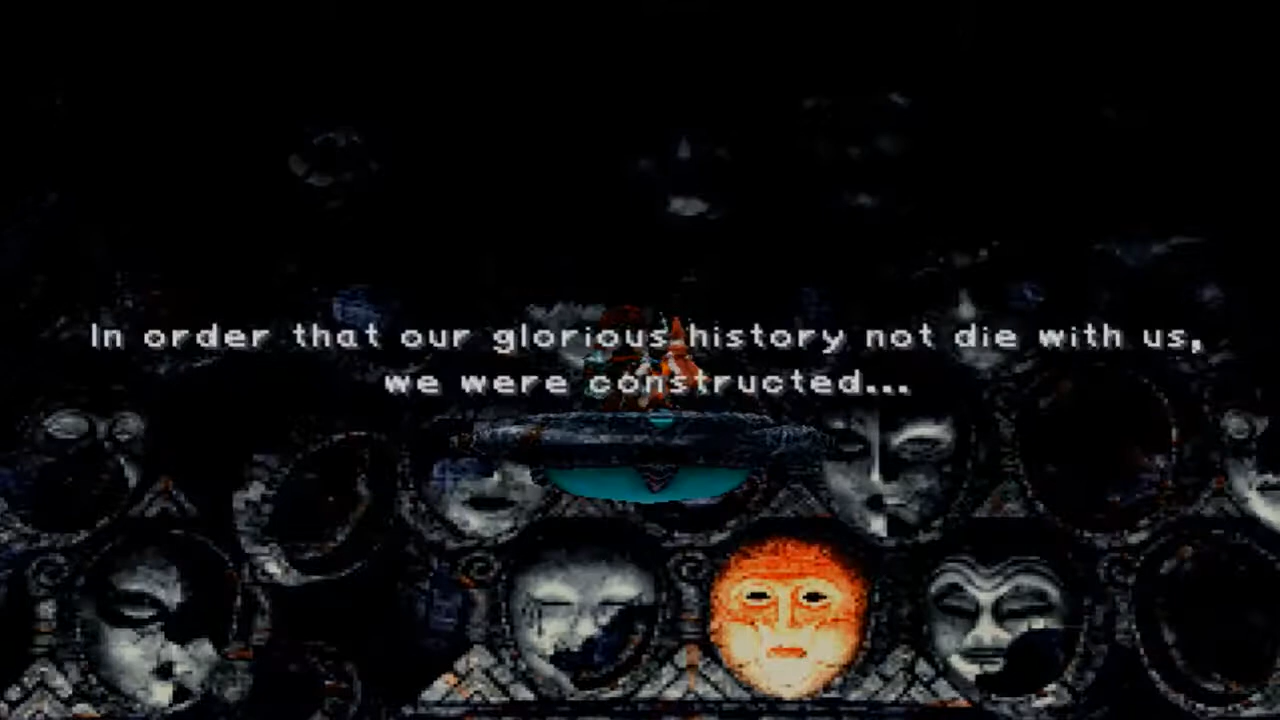 In order that our glorious history not die with us,
we were constructed...